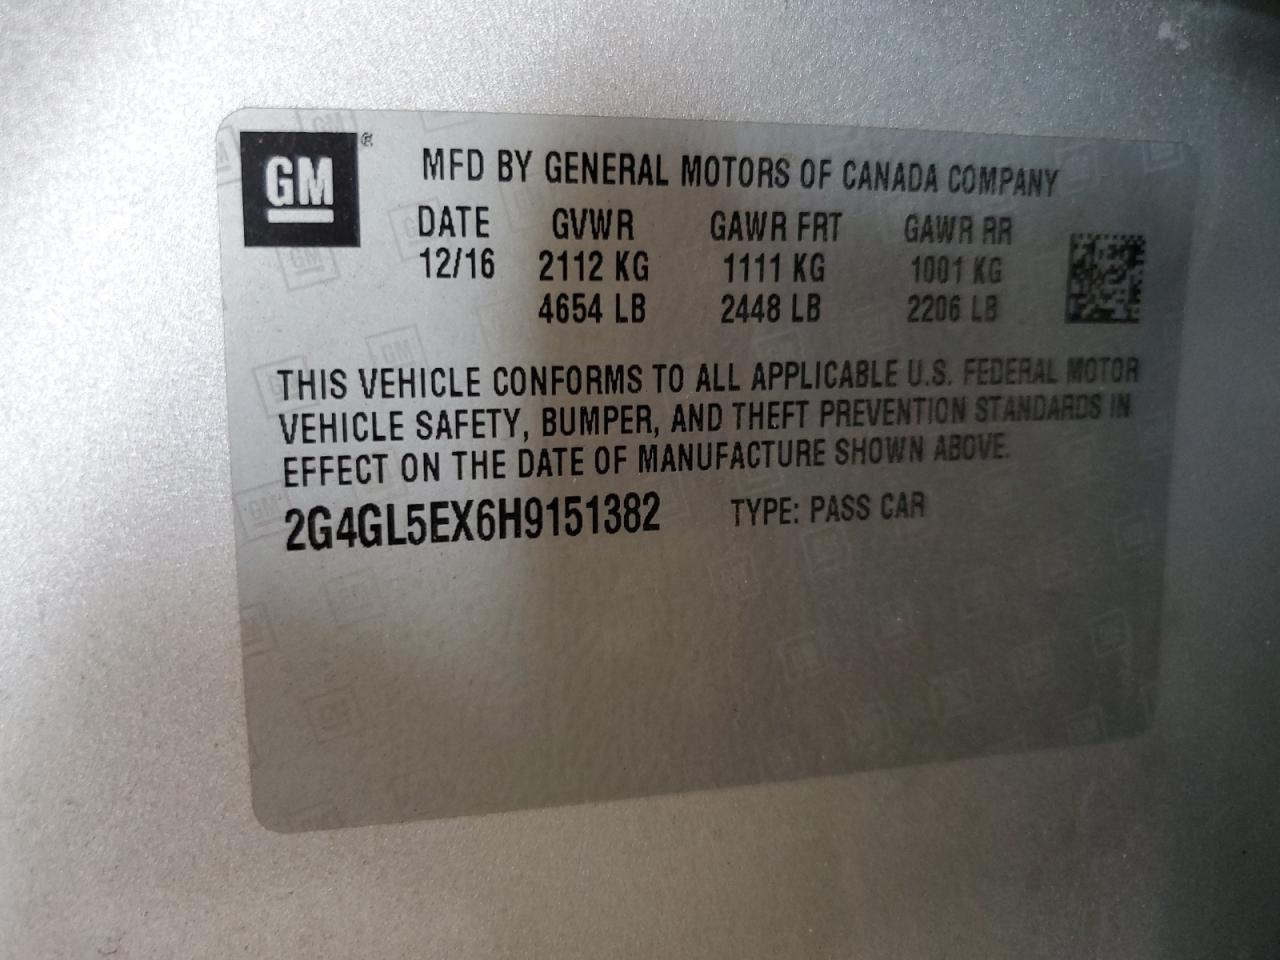 GM ®
MFD BY GENERAL MOTORS OF CANADA COMPANY
DATE GVWR GAWR FRT GAWR RR
12/16 2112 KG 1111 KG 1001 KG
4654 LB 2448 LB 2206 LB
THIS VEHICLE CONFORMS TO ALL APPLICABLE U.S. FEDERAL MOTOR
VEHICLE SAFETY, BUMPER, AND THEFT PREVENTION STANDARDS IN
EFFECT ON THE DATE OF MANUFACTURE SHOWN ABOVE.
2G4GL5EX6H9151382 TYPE: PASS CAR